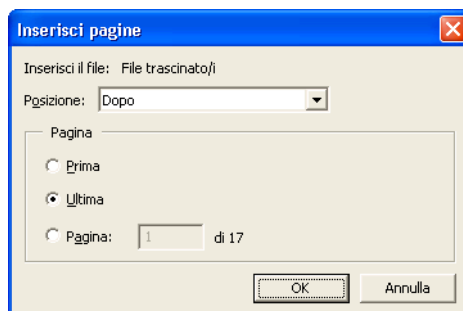 Inserisci pagine
Inserisci il file: File trascinato/i
Posizione: Dopo
Pagina
Prima
Ultima
Pagina: 1 di 17
OK Annulla